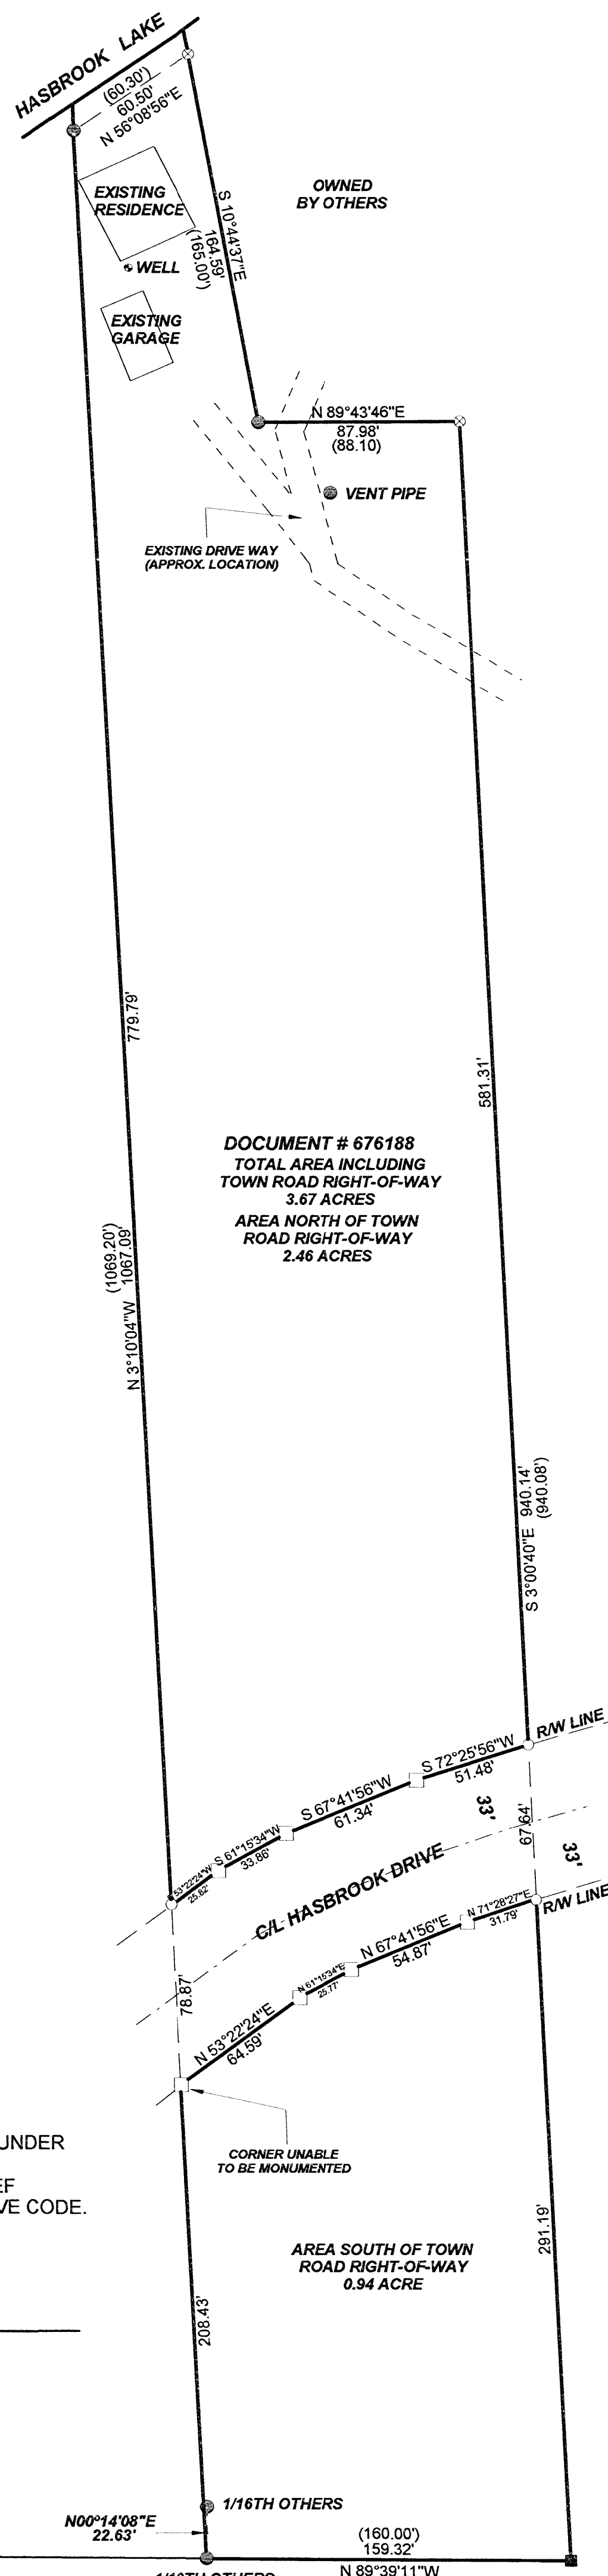 HASBROOK LAKE
(60.30')
60.50'
N 56°08'56"E
EXISTING
RESIDENCE
WELL
EXISTING
GARAGE
S 10°44'37"E
164.59'
(165.00')
OWNED
BY OTHERS
N 89°43'46"E
87.98'
(88.10)
VENT PIPE
EXISTING DRIVE WAY
(APPROX. LOCATION)
779.79'
581.31'
DOCUMENT # 676188
TOTAL AREA INCLUDING
TOWN ROAD RIGHT-OF-WAY
3.67 ACRES
AREA NORTH OF TOWN
ROAD RIGHT-OF-WAY
2.46 ACRES
(1069.20')
N 3°10'04"W 1067.09'
S 3°00'40"E 940.14'
(940.08')
R/W LINE
S 72°25'56"W
51.48'
S 67°41'56"W
61.34'
S 61°15'34"W
33.86'
53°22'24"W
25.82'
33'
67.64'
33'
C/L HASBROOK DRIVE
R/W LINE
N 71°28'27"E
31.79'
N 67°41'56"E
54.87'
N 61°15'34"E
25.77'
N 53°22'24"E
64.59'
78.87'
CORNER UNABLE
TO BE MONUMENTED
UNDER
EF
VE CODE.
291.19'
AREA SOUTH OF TOWN
ROAD RIGHT-OF-WAY
0.94 ACRE
208.43'
1/16TH OTHERS
N00°14'08"E
22.63'
(160.00')
159.32'
N 89°39'11"W
1/16TH OTHERS